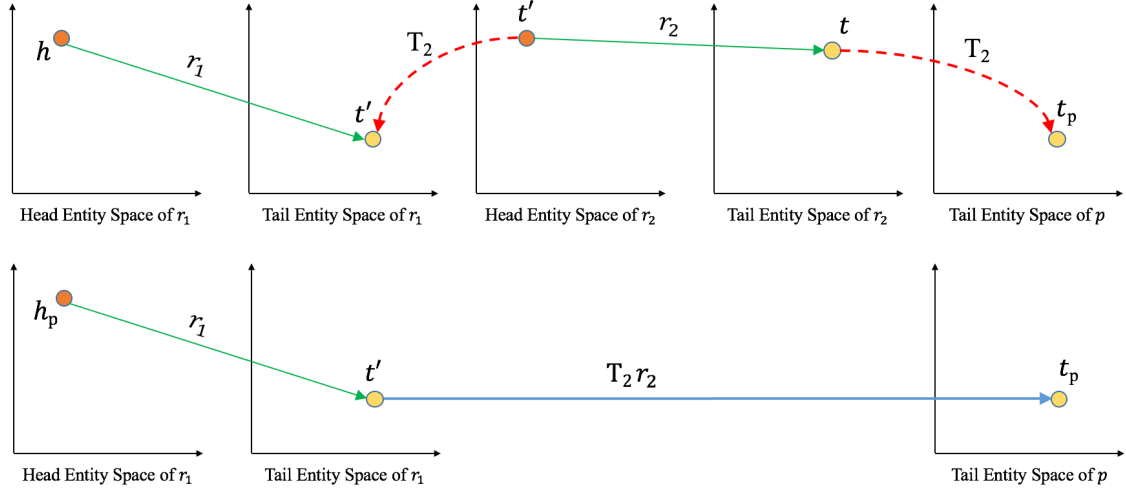 h
r₁
t′
T₂
t′
r₂
t
T₂
tₚ
Head Entity Space of r₁
Tail Entity Space of r₁
Head Entity Space of r₂
Tail Entity Space of r₂
Tail Entity Space of p
hₚ
r₁
t′
T₂r₂
tₚ
Head Entity Space of r₁
Tail Entity Space of r₁
Tail Entity Space of p